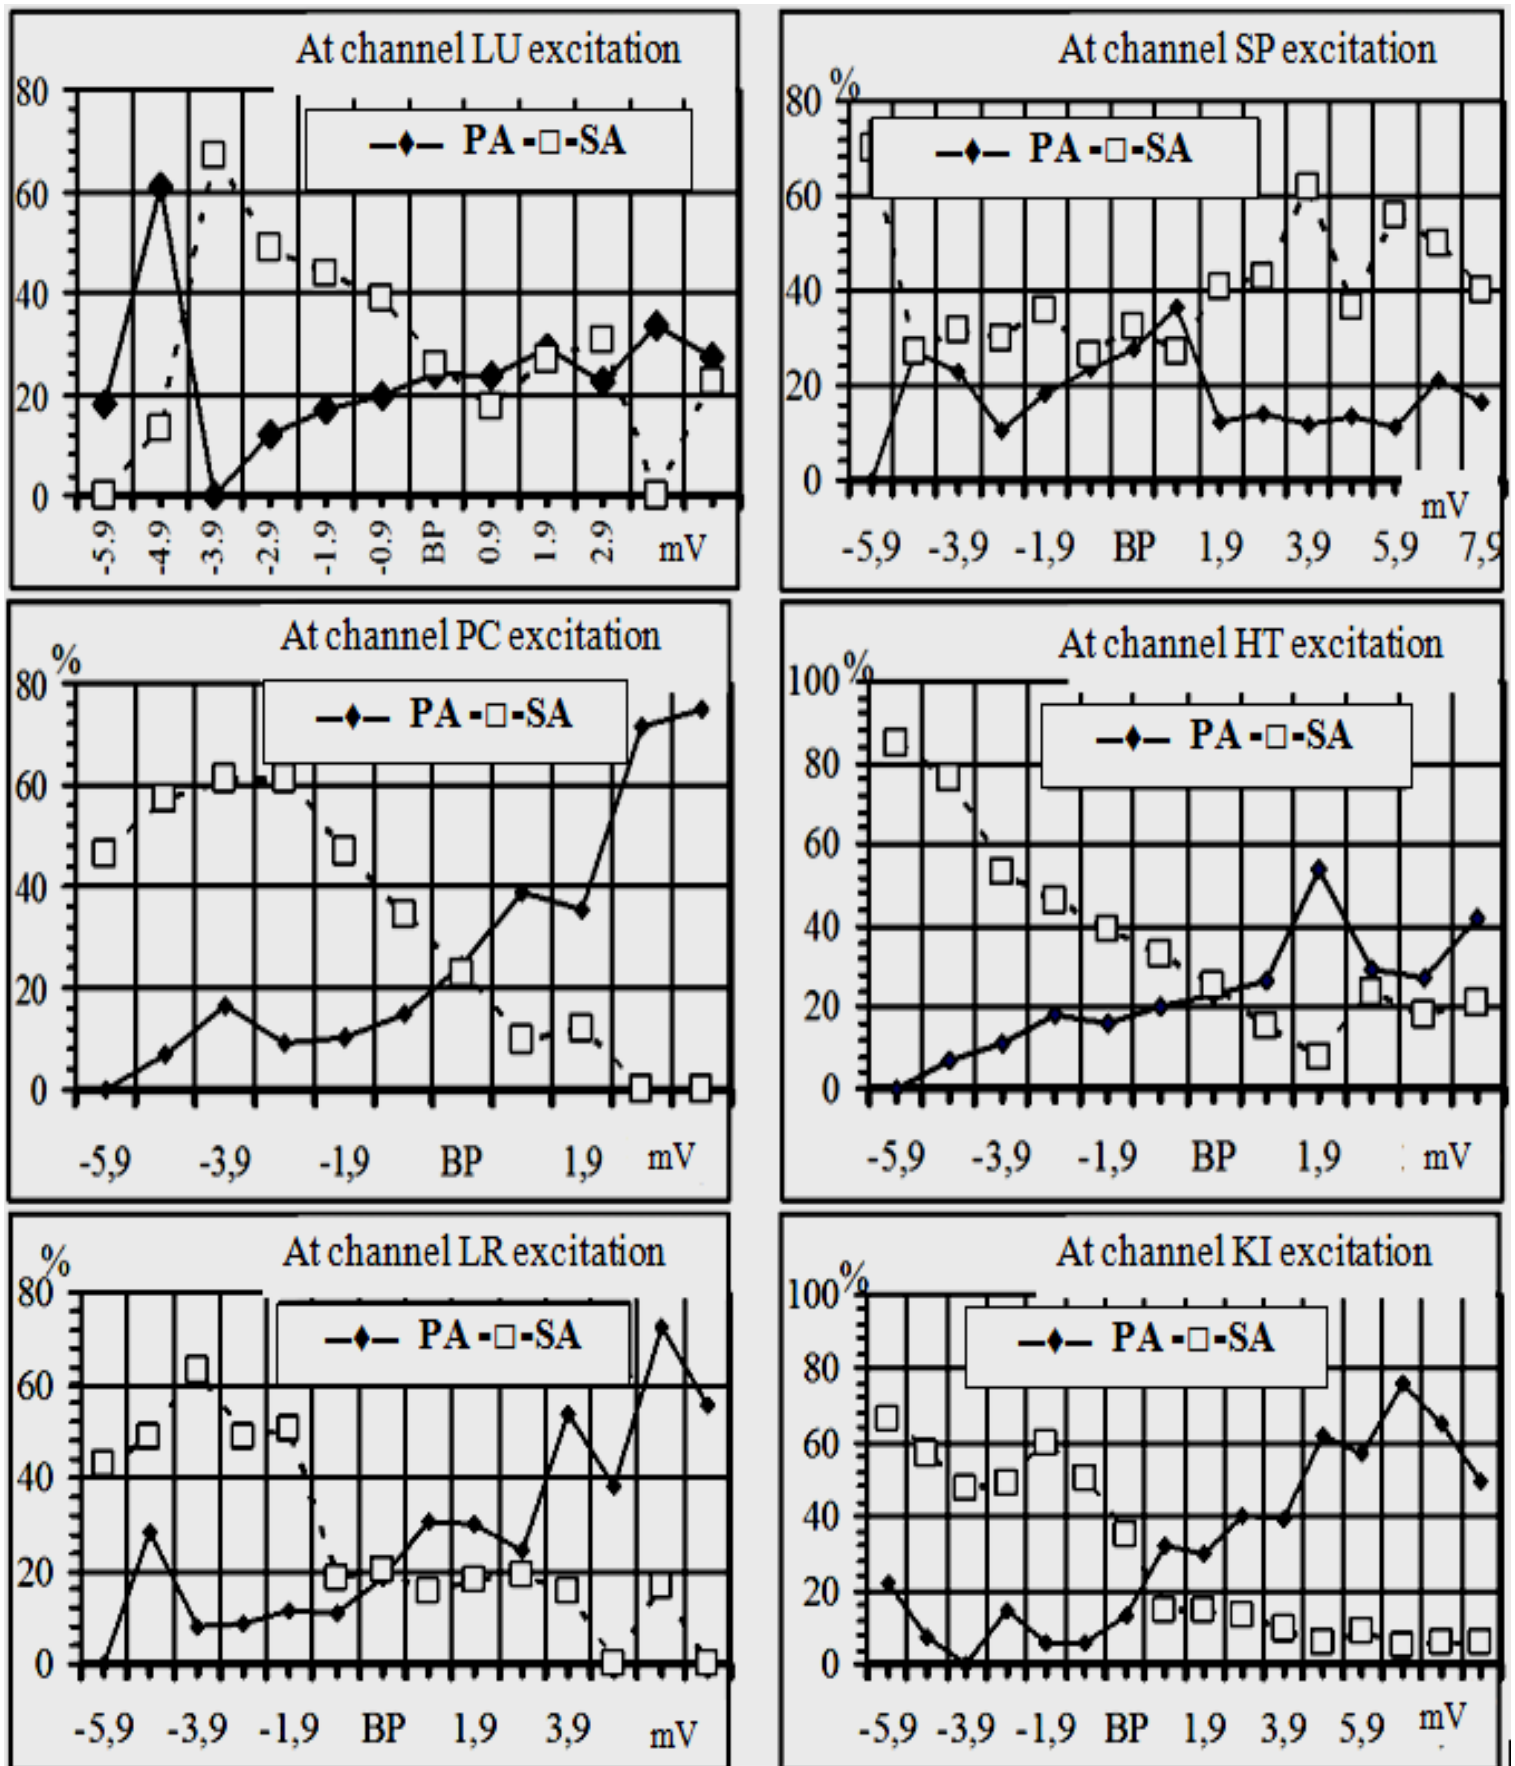 At channel LU excitation
80
PA SA
60
40
20
0
-5.9 -4.9 -3.9 -2.9 -1.9 -0.9 BP 0.9 1.9 2.9 mV
At channel SP excitation
80 %
PA SA
60
40
20
0
mV
-5,9 -3,9 -1,9 BP 1,9 3,9 5,9 7,9
At channel PC excitation
%
80
PA SA
60
40
20
0
-5,9 -3,9 -1,9 BP 1,9 mV
At channel HT excitation
100 %
PA SA
80
60
40
20
0
-5,9 -3,9 -1,9 BP 1,9 mV
At channel LR excitation
%
80
PA SA
60
40
20
0
-5,9 -3,9 -1,9 BP 1,9 3,9 mV
At channel KI excitation
100 %
PA SA
80
60
40
20
0
-5,9 -3,9 -1,9 BP 1,9 3,9 5,9 mV